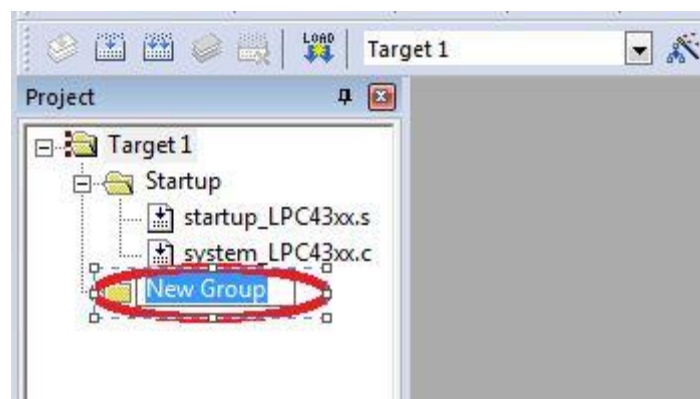 LOAD
Target 1
Project
Target 1
Startup
startup_LPC43xx.s
system_LPC43xx.c
New Group